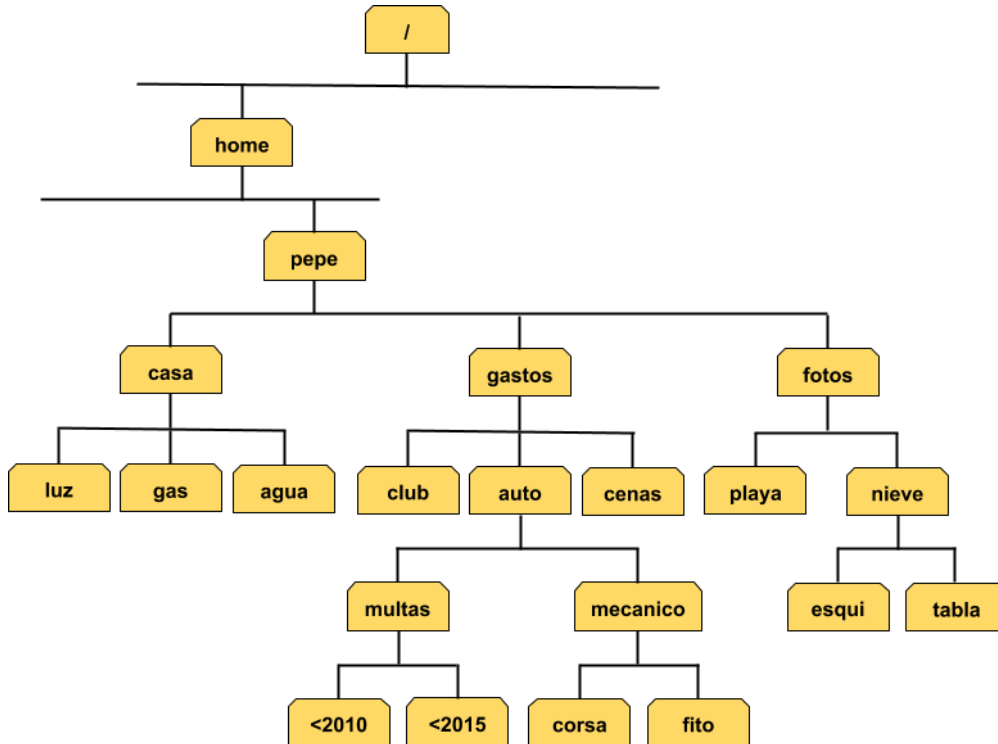 /
home
pepe
casa
gastos
fotos
luz
gas
agua
club
auto
cenas
playa
nieve
multas
mecanico
esqui
tabla
<2010
<2015
corsa
fito